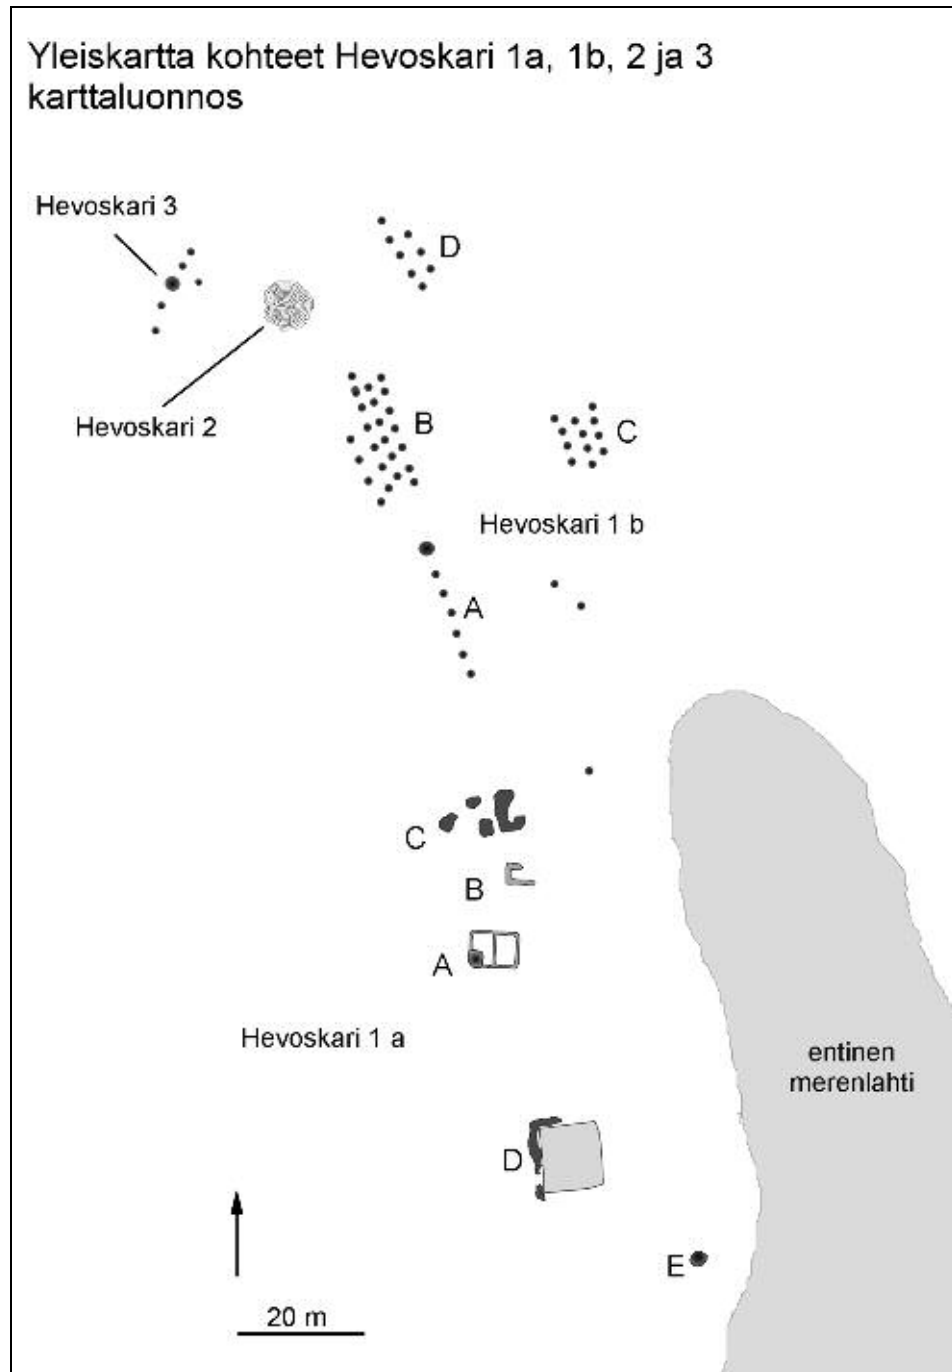 Yleiskartta kohteet Hevoskari 1a, 1b, 2 ja 3
karttaluonnos
Hevoskari 3
D
Hevoskari 2
B
C
Hevoskari 1 b
A
C
B
A
Hevoskari 1 a
entinen
merenlahti
D
E
20 m